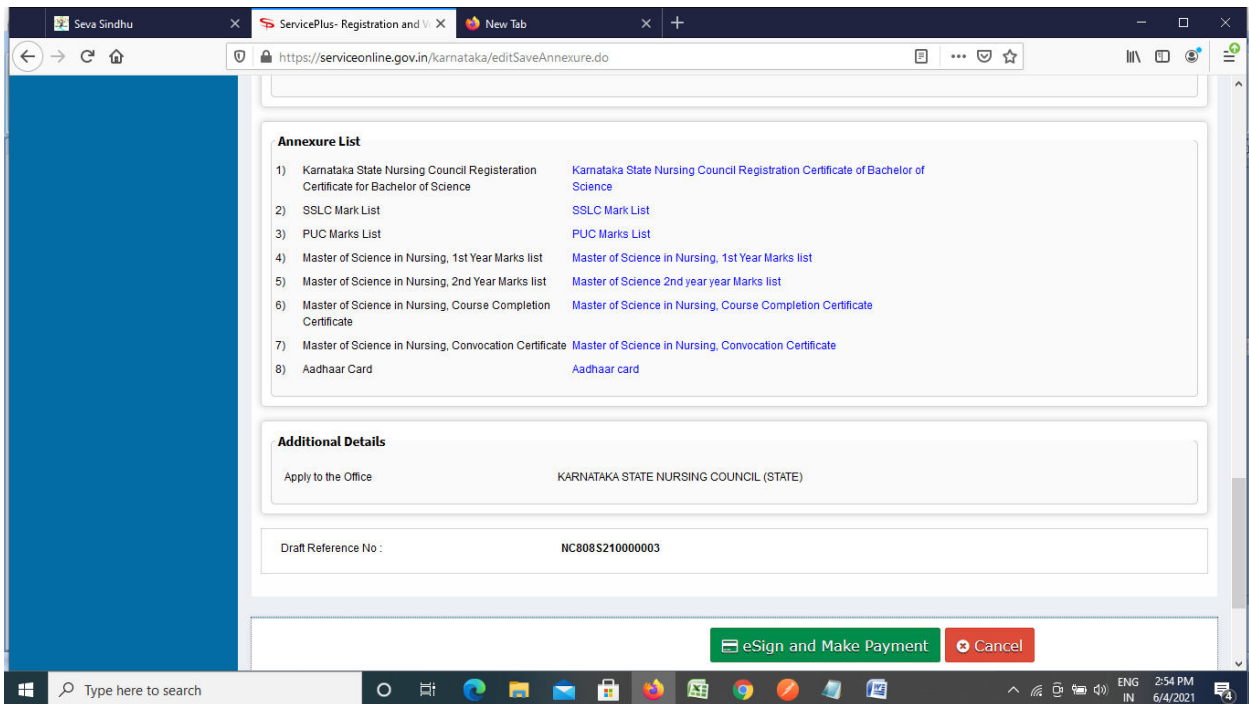 Seva Sindhu
ServicePlus- Registration and V
New Tab
https://serviceonline.gov.in/karnataka/editSaveAnnexure.do
Annexure List
1) Karnataka State Nursing Council Registeration Certificate for Bachelor of Science Karnataka State Nursing Council Registration Certificate of Bachelor of Science
2) SSLC Mark List SSLC Mark List
3) PUC Marks List PUC Marks List
4) Master of Science in Nursing, 1st Year Marks list Master of Science in Nursing, 1st Year Marks list
5) Master of Science in Nursing, 2nd Year Marks list Master of Science 2nd year year Marks list
6) Master of Science in Nursing, Course Completion Certificate Master of Science in Nursing, Course Completion Certificate
7) Master of Science in Nursing, Convocation Certificate Master of Science in Nursing, Convocation Certificate
8) Aadhaar Card Aadhaar card
Additional Details
Apply to the Office KARNATAKA STATE NURSING COUNCIL (STATE)
Draft Reference No : NC808S210000003
eSign and Make Payment Cancel
Type here to search
ENG
IN
2:54 PM
6/4/2021
4